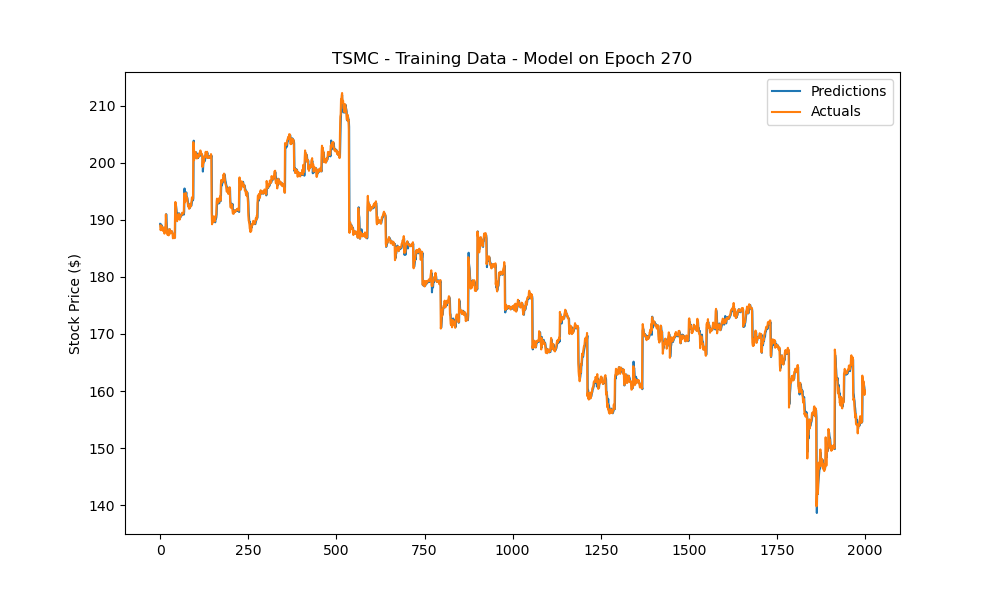 TSMC - Training Data - Model on Epoch 270
Predictions
Actuals
Stock Price ($)
210
200
190
180
170
160
150
140
0 250 500 750 1000 1250 1500 1750 2000